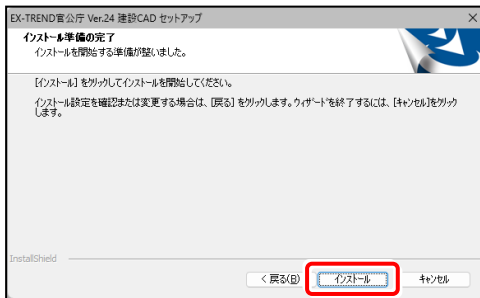 EX-TREND官公庁 Ver.24 建設CAD セットアップ
インストール準備の完了
インストールを開始する準備が整いました。
[インストール] をクリックしてインストールを開始してください。
インストール設定を確認または変更する場合は、[戻る] をクリックします。ウィザードを終了するには、[キャンセル]をクリック
します。
InstallShield
< 戻る(B)
インストール
キャンセル